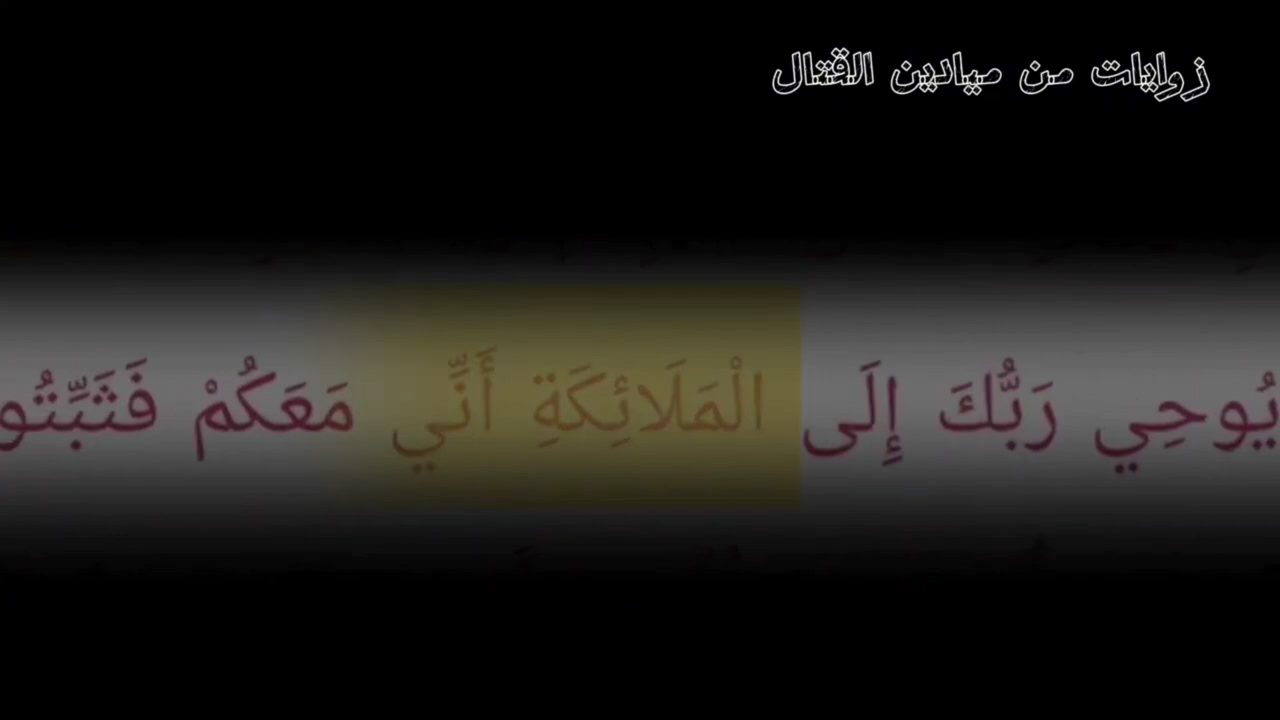 زوايات من ميادين القتال
يُوحِي رَبُّكَ إِلَى الْمَلَائِكَةِ أَنِّي مَعَكُمْ فَثَبِّتُو